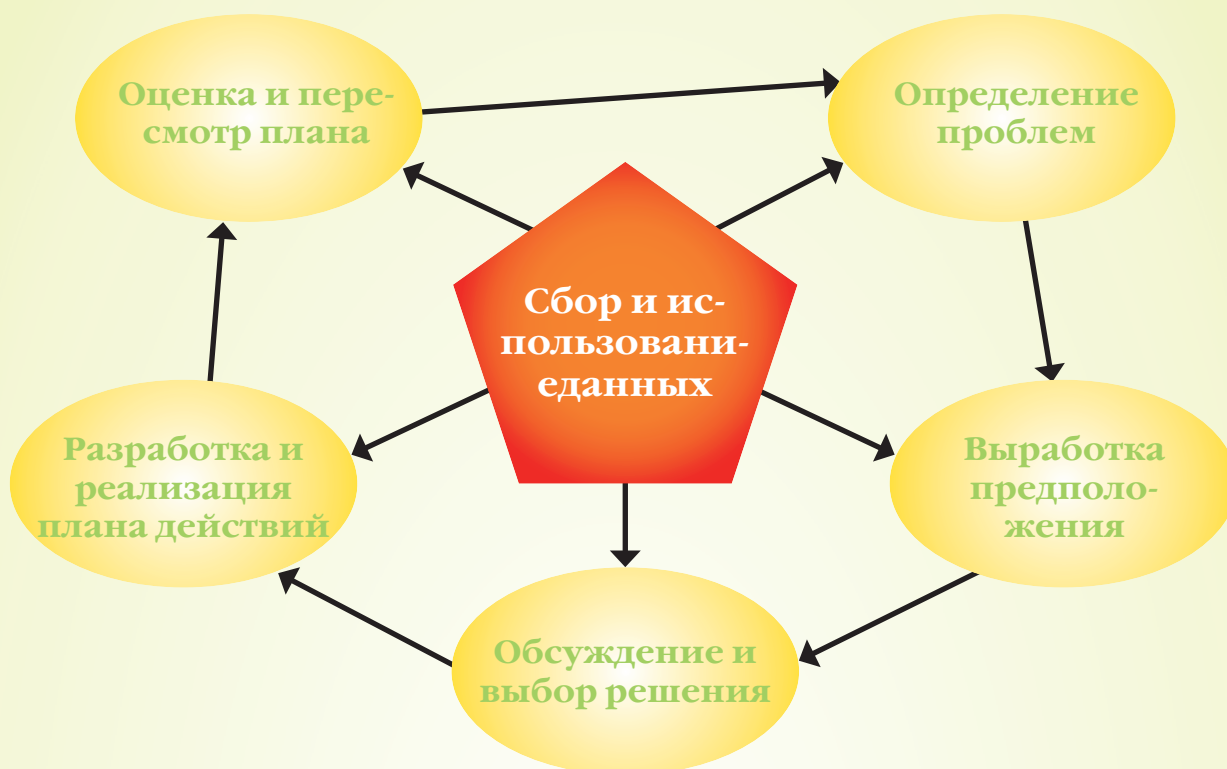 Оценка и пере-
смотр плана
Определение
проблем
Сбор и ис-
пользовани-
еданных
Разработка и
реализация
плана действий
Выработка
предполо-
жения
Обсуждение и
выбор решения